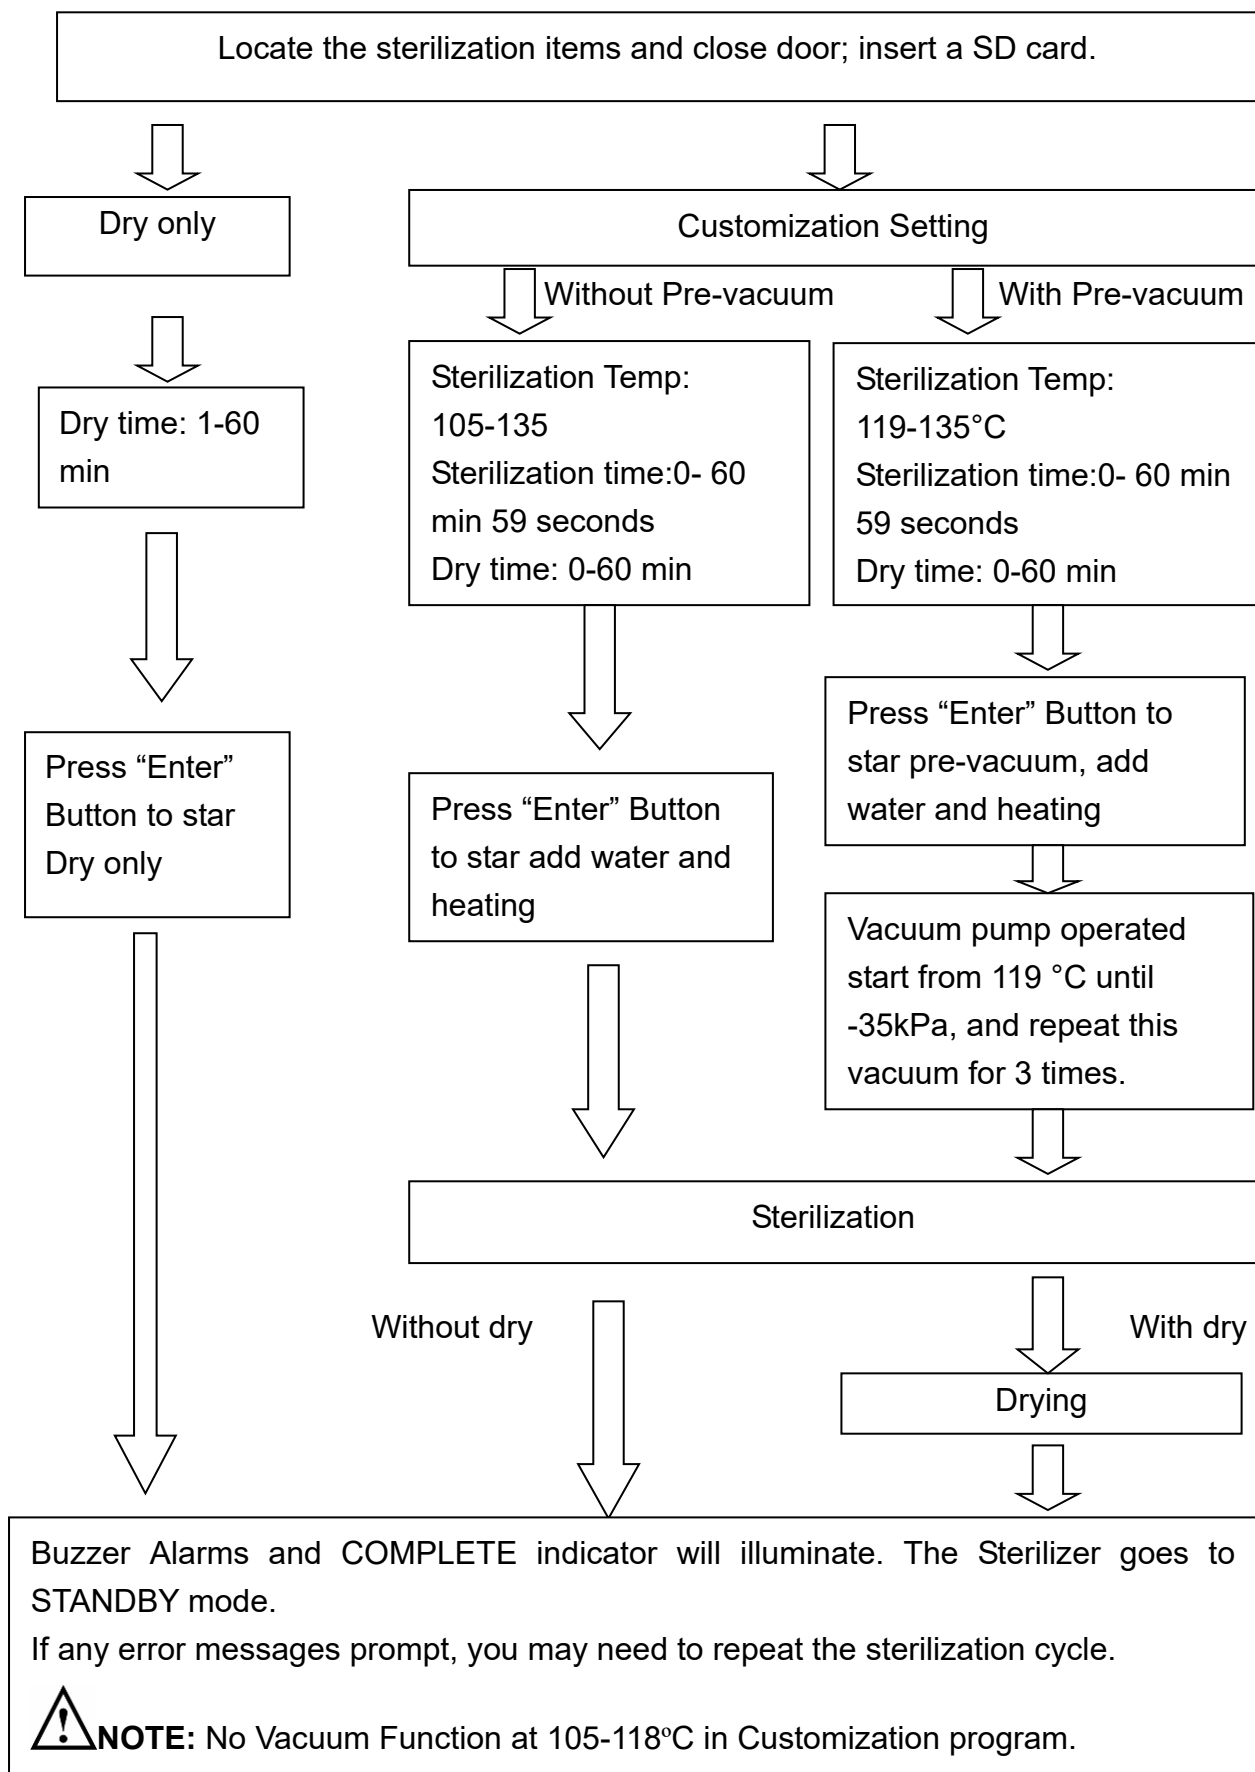 Locate the sterilization items and close door; insert a SD card.
Dry only
Customization Setting
Without Pre-vacuum
With Pre-vacuum
Dry time: 1-60
min
Sterilization Temp:
105-135
Sterilization time:0- 60
min 59 seconds
Dry time: 0-60 min
Sterilization Temp:
119-135°C
Sterilization time:0- 60 min
59 seconds
Dry time: 0-60 min
Press “Enter”
Button to star
Dry only
Press “Enter” Button
to star add water and
heating
Press “Enter” Button to
star pre-vacuum, add
water and heating
Vacuum pump operated
start from 119 °C until
-35kPa, and repeat this
vacuum for 3 times.
Sterilization
Without dry
With dry
Drying
Buzzer Alarms and COMPLETE indicator will illuminate. The Sterilizer goes to
STANDBY mode.
If any error messages prompt, you may need to repeat the sterilization cycle.
NOTE: No Vacuum Function at 105-118ºC in Customization program.